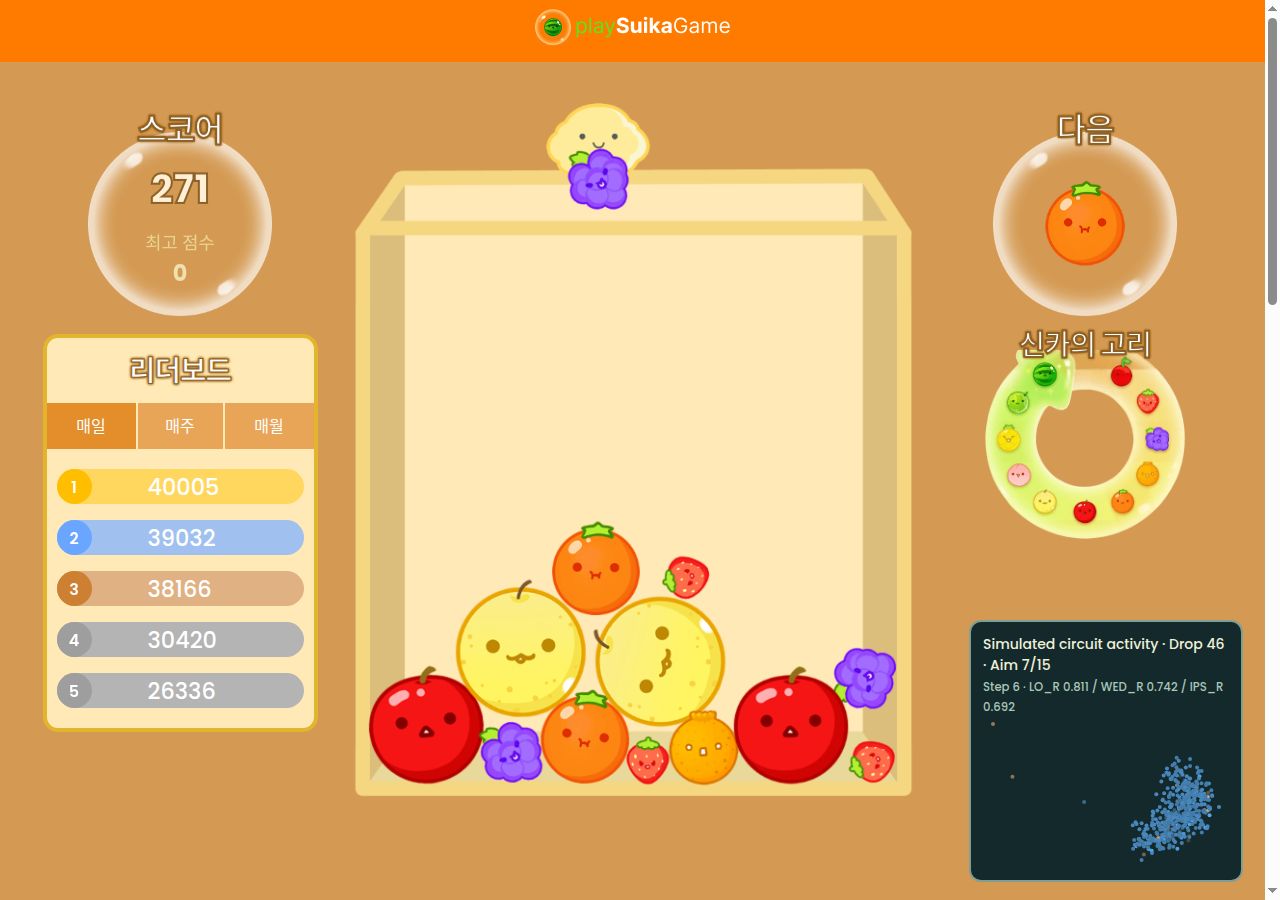 playSuikaGame
스코어
271
최고 점수
0
다음
신카의 고리
리더보드
매일 매주 매월
1 40005
2 39032
3 38166
4 30420
5 26336
Simulated circuit activity · Drop 46
· Aim 7/15
Step 6 · LO_R 0.811 / WED_R 0.742 / IPS_R
0.692